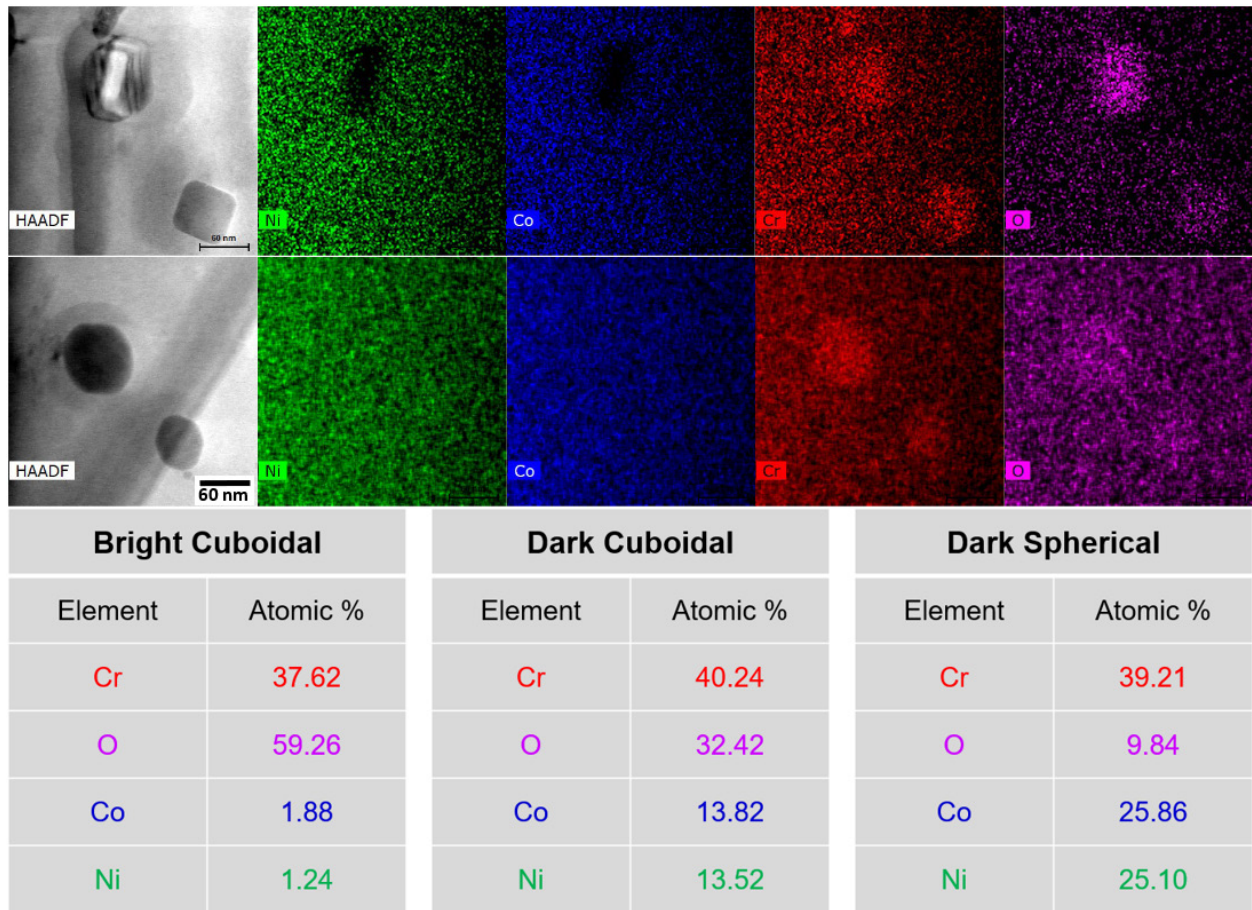 HAADF
60 nm
Ni
Co
Cr
O
HAADF
60 nm
Ni
Co
Cr
O
Bright Cuboidal
Element Atomic %
Cr 37.62
O 59.26
Co 1.88
Ni 1.24
Dark Cuboidal
Element Atomic %
Cr 40.24
O 32.42
Co 13.82
Ni 13.52
Dark Spherical
Element Atomic %
Cr 39.21
O 9.84
Co 25.86
Ni 25.10